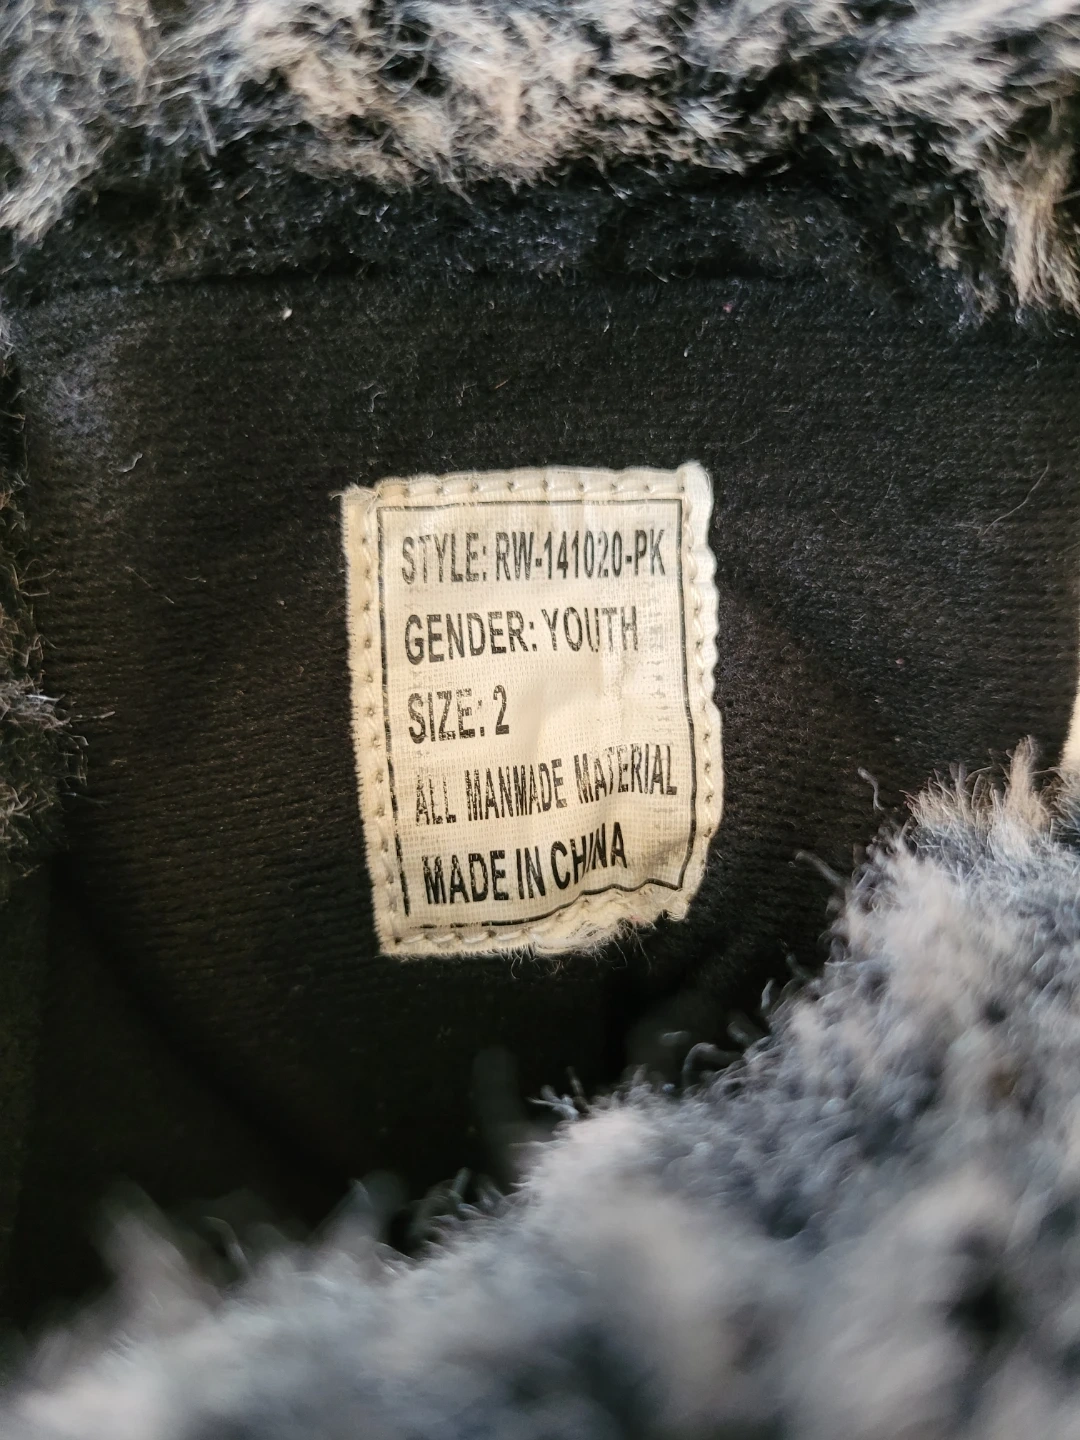 STYLE: RW-141020-PK
GENDER: YOUTH
SIZE: 2
ALL MANMADE MATERIAL
MADE IN CHINA